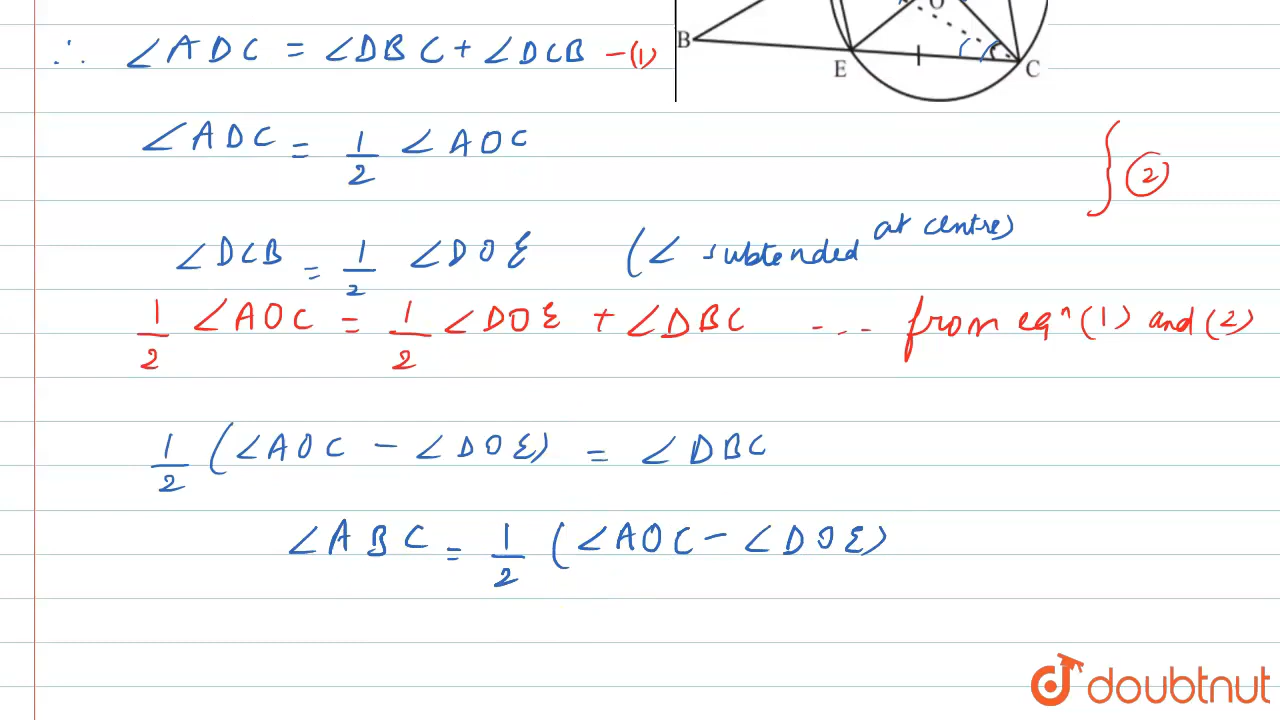 O
B
E
C
∴ ∠ADC = ∠DBC + ∠DCB -(1)
∠ADC = 1/2 ∠AOC
(2)
∠DCB = 1/2 ∠DOE (∠ subtended at centre)
1/2 ∠AOC = 1/2 ∠DOE + ∠DBC ... from eqⁿ (1) and (2)
1/2 (∠AOC - ∠DOE) = ∠DBC
∠ABC = 1/2 (∠AOC - ∠DOE)
doubtnut